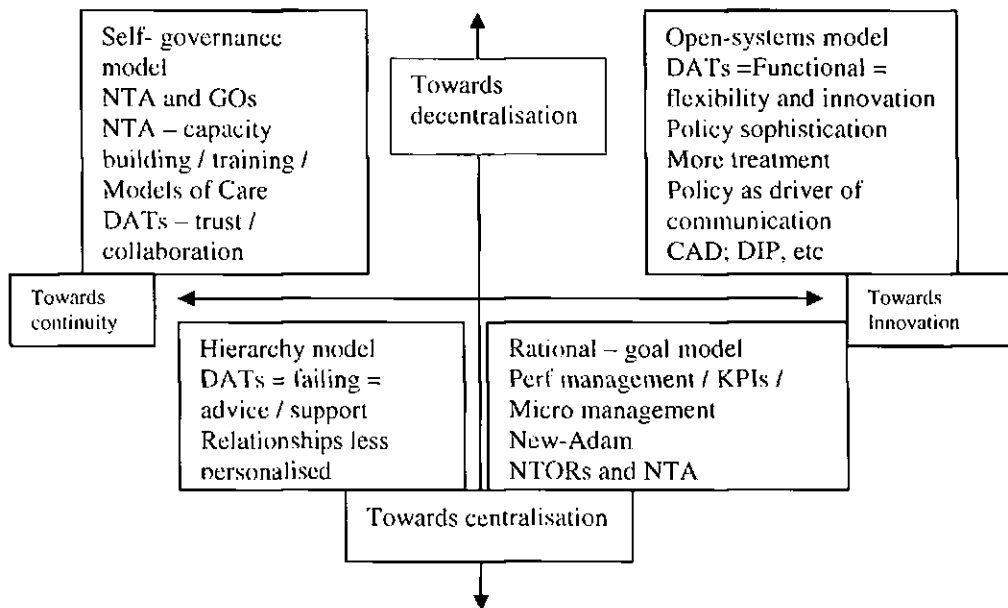 Self- governance
model
NTA and GOs
NTA – capacity
building / training /
Models of Care
DATs – trust /
collaboration
Towards
decentralisation
Open-systems model
DATs =Functional =
flexibility and innovation
Policy sophistication
More treatment
Policy as driver of
communication
CAD; DIP, etc
Towards
continuity
Towards
Innovation
Hierarchy model
DATs = failing =
advice / support
Relationships less
personalised
Rational – goal model
Perf management / KPIs /
Micro management
New-Adam
NTORs and NTA
Towards centralisation